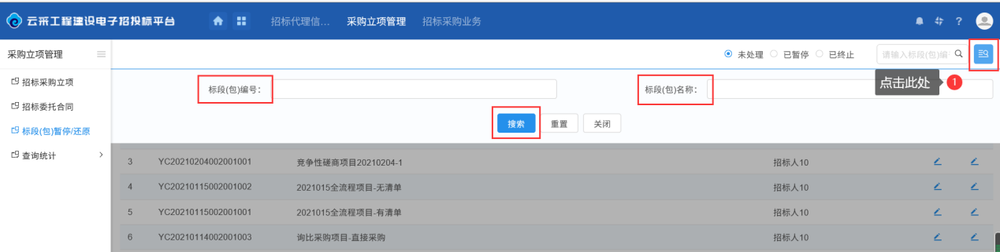 云采工程建设电子招投标平台 招标代理信... 采购立项管理 招标采购业务 ?
采购立项管理 未处理 已暂停 已终止 请输入标段(包)编
招标采购立项 点击此处 1
标段(包)编号: 标段(包)名称:
招标委托合同
搜索 重置 关闭
标段(包)暂停/还原
查询统计 >
3 YC20210204002001001 竞争性磋商项目20210204-1 招标人10
4 YC20210115002001002 2021015全流程项目-无清单 招标人10
5 YC20210115002001001 2021015全流程项目-有清单 招标人10
6 YC20210114002001003 询比采购项目-直接采购 招标人10